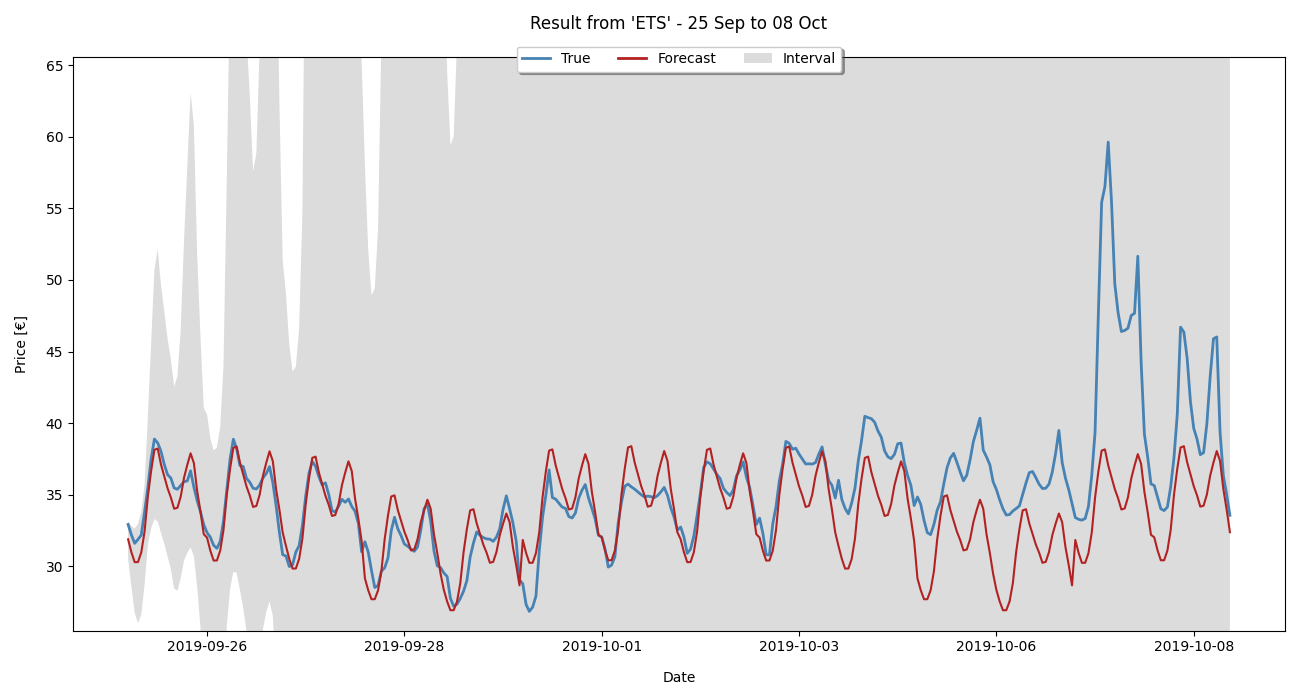 Result from 'ETS' - 25 Sep to 08 Oct
True Forecast Interval
65
60
55
50
45
40
35
30
Price [€]
2019-09-26 2019-09-28 2019-10-01 2019-10-03 2019-10-06 2019-10-08
Date